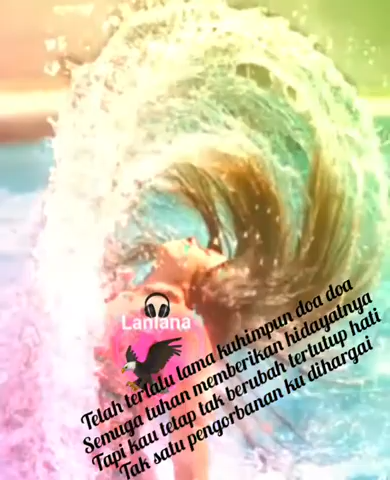 Lamana
Telah terlalu lama kuhimpun doa doa
Semuga tuhan memberikan hidayatnya
Tapi kau tetap tak berubah tertutup hati
Tak satu pengorbanan ku dihargai